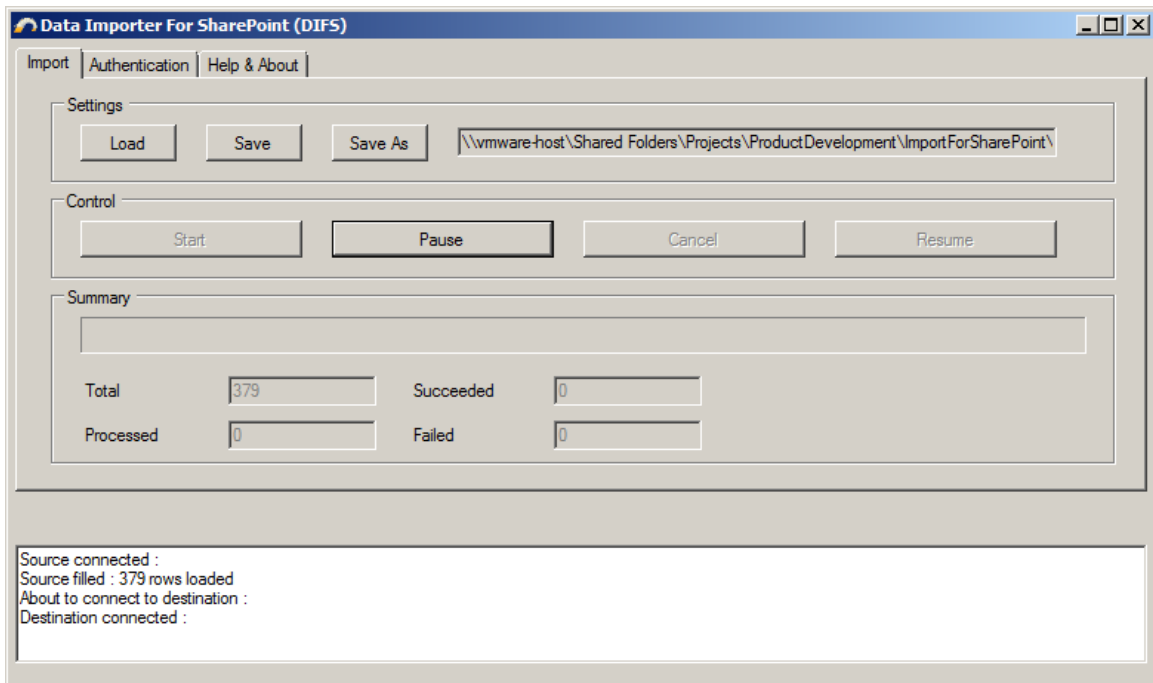 Data Importer For SharePoint (DIFS)
Import Authentication Help & About
Settings
Load Save Save As \\vmware-host\Shared Folders\Projects\ProductDevelopment\ImportForSharePoint\
Control
Start Pause Cancel Resume
Summary
Total 379 Succeeded 0
Processed 0 Failed 0
Source connected :
Source filled : 379 rows loaded
About to connect to destination :
Destination connected :